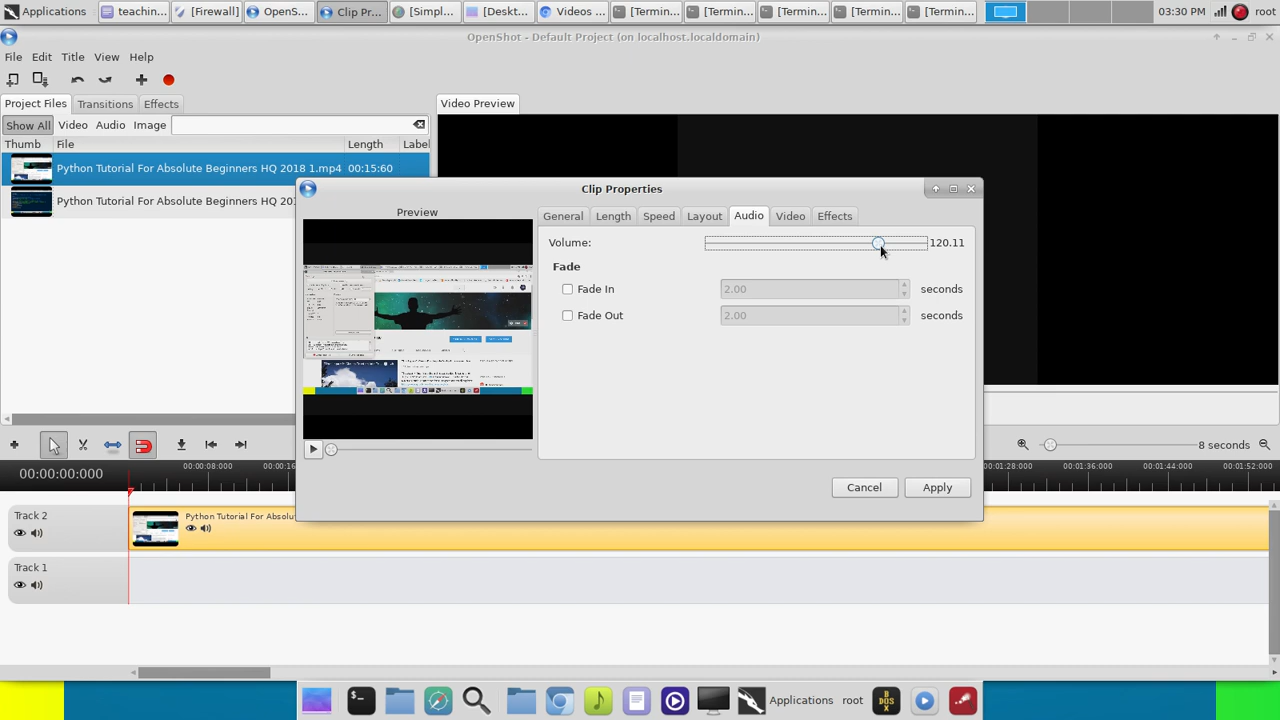 Applications teachin... [Firewall] OpenS... Clip Pr... [Simpl... [Deskt... Videos ... [Termin... [Termin... [Termin... [Termin... [Termin... 03:30 PM root
OpenShot - Default Project (on localhost.localdomain)
File Edit Title View Help
Project Files Transitions Effects Video Preview
Show All Video Audio Image
Thumb File Length Label
Python Tutorial For Absolute Beginners HQ 2018 1.mp4 00:15:60
Python Tutorial For Absolute Beginners HQ 201
Clip Properties
Preview
General Length Speed Layout Audio Video Effects
Volume: 120.11
Fade
Fade In 2.00 seconds
Fade Out 2.00 seconds
Cancel Apply
8 seconds
00:00:00:000 00:00:08:000 00:00:16 00:01:28:000 00:01:36:000 00:01:44:000 00:01:52:000
Track 2 Python Tutorial For Absolu
Track 1
Applications root BOSX